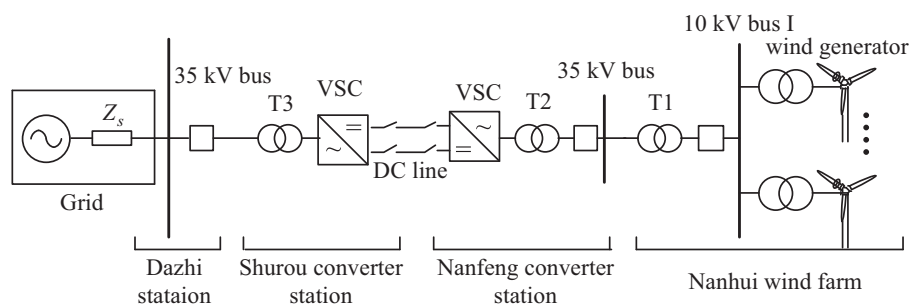 10 kV bus I
wind generator
35 kV bus
35 kV bus
VSC
VSC
T3
T2
T1
Z_s
=
~
~
=
DC line
Grid
Dazhi
stataion
Shurou converter
station
Nanfeng converter
station
Nanhui wind farm